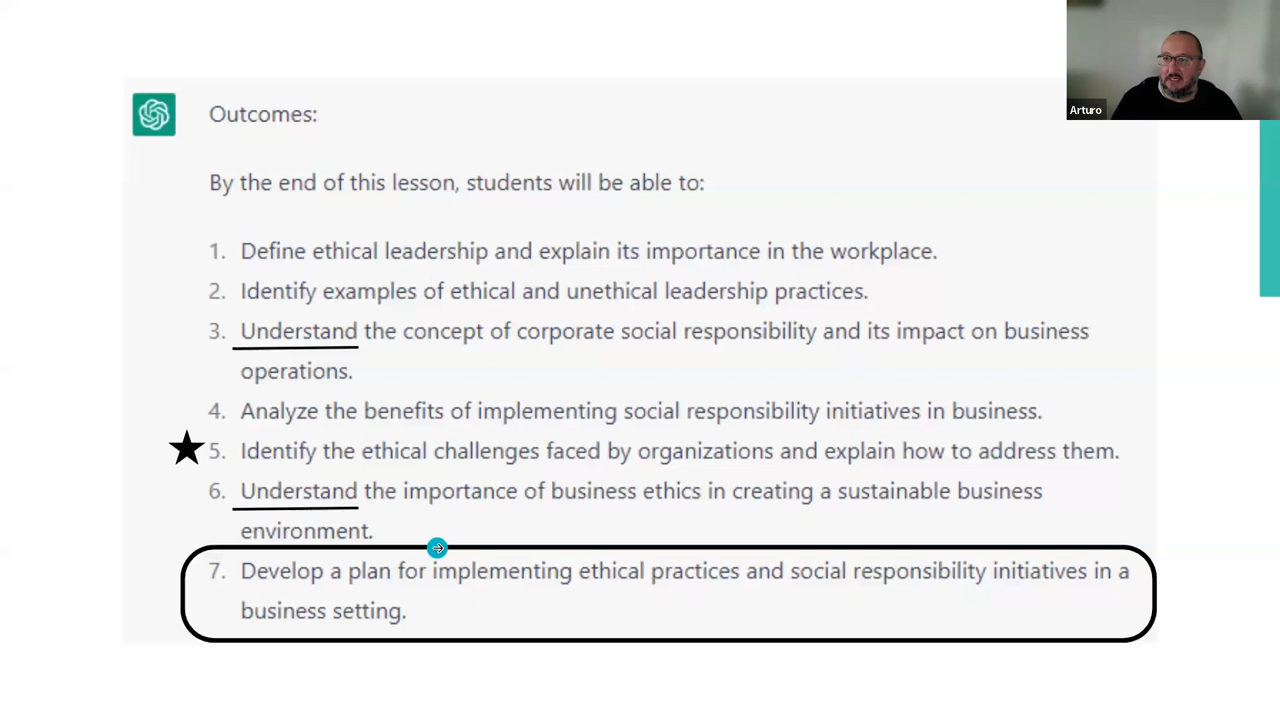 Arturo
Outcomes:
By the end of this lesson, students will be able to:
1. Define ethical leadership and explain its importance in the workplace.
2. Identify examples of ethical and unethical leadership practices.
3. Understand the concept of corporate social responsibility and its impact on business
operations.
4. Analyze the benefits of implementing social responsibility initiatives in business.
5. Identify the ethical challenges faced by organizations and explain how to address them.
6. Understand the importance of business ethics in creating a sustainable business
environment.
7. Develop a plan for implementing ethical practices and social responsibility initiatives in a
business setting.